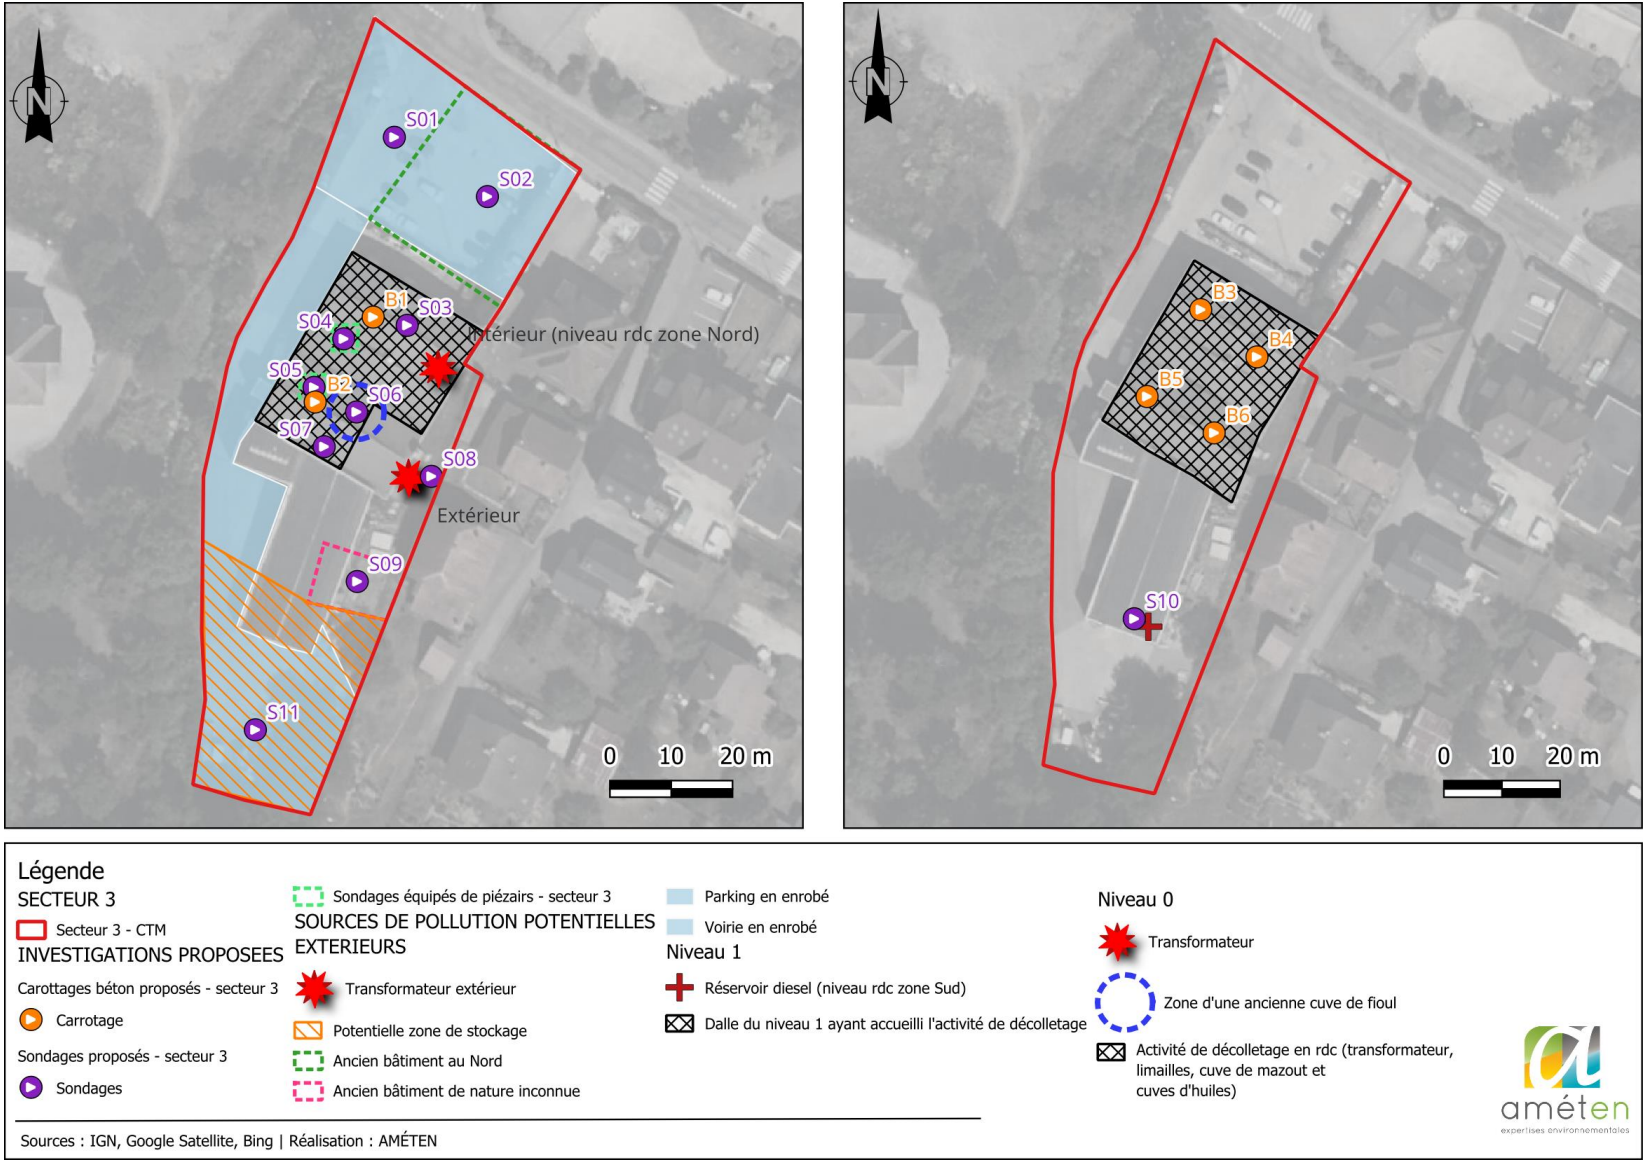 N
S01
S02
B1
S03
S04
Intérieur (niveau rdc zone Nord)
S05
B2
S06
S07
S08
Extérieur
S09
S11
0 10 20 m
N
B3
B4
B5
B6
S10
0 10 20 m
Légende
SECTEUR 3
Secteur 3 - CTM
INVESTIGATIONS PROPOSEES
Carottages béton proposés - secteur 3
Carrotage
Sondages proposés - secteur 3
Sondages
Sondages équipés de piézairs - secteur 3
SOURCES DE POLLUTION POTENTIELLES
EXTERIEURS
Transformateur extérieur
Potentielle zone de stockage
Ancien bâtiment au Nord
Ancien bâtiment de nature inconnue
Parking en enrobé
Voirie en enrobé
Niveau 1
Réservoir diesel (niveau rdc zone Sud)
Dalle du niveau 1 ayant accueilli l'activité de décolletage
Niveau 0
Transformateur
Zone d'une ancienne cuve de fioul
Activité de décolletage en rdc (transformateur,
limailles, cuve de mazout et
cuves d'huiles)
Sources : IGN, Google Satellite, Bing | Réalisation : AMÉTEN
a
améten
expertises environnementales